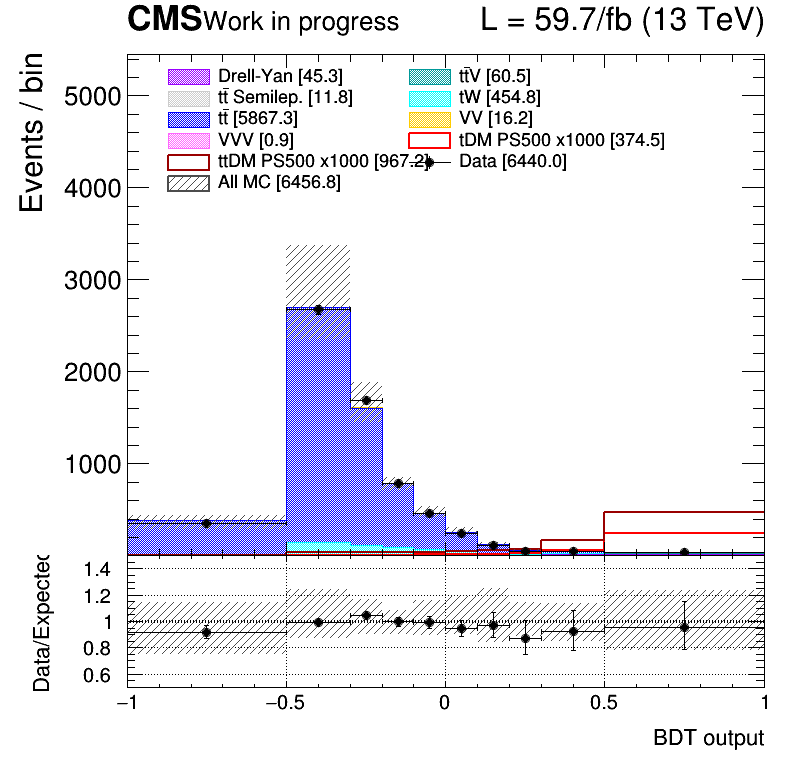 CMS Work in progress L = 59.7/fb (13 TeV)
Events / bin
Drell-Yan [45.3] tt̄V [60.5]
tt̄ Semilep. [11.8] tW [454.8]
tt̄ [5867.3] VV [16.2]
VVV [0.9] tDM PS500 x1000 [374.5]
ttDM PS500 x1000 [967.2] Data [6440.0]
All MC [6456.8]
5000
4000
3000
2000
1000
Data/Expected
1.4
1.2
1
0.8
0.6
−1 −0.5 0 0.5 1
BDT output